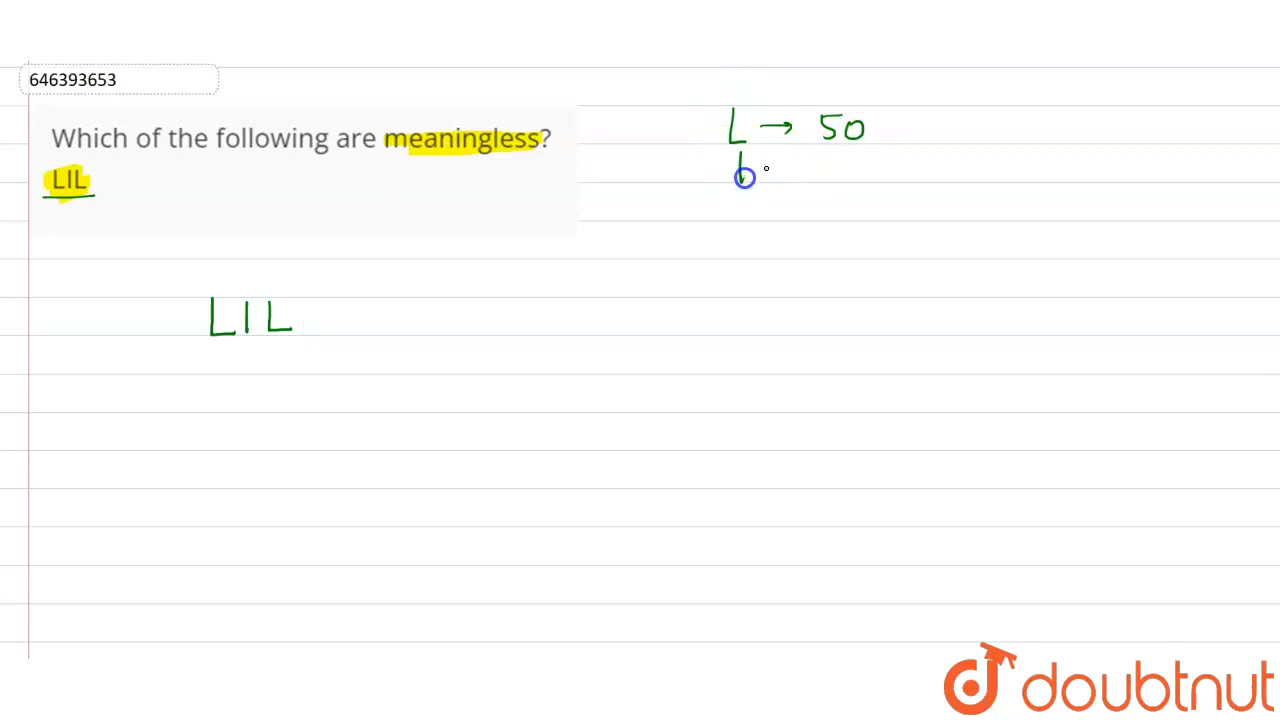 646393653
Which of the following are meaningless?
LIL
L → 50
LIL
doubtnut